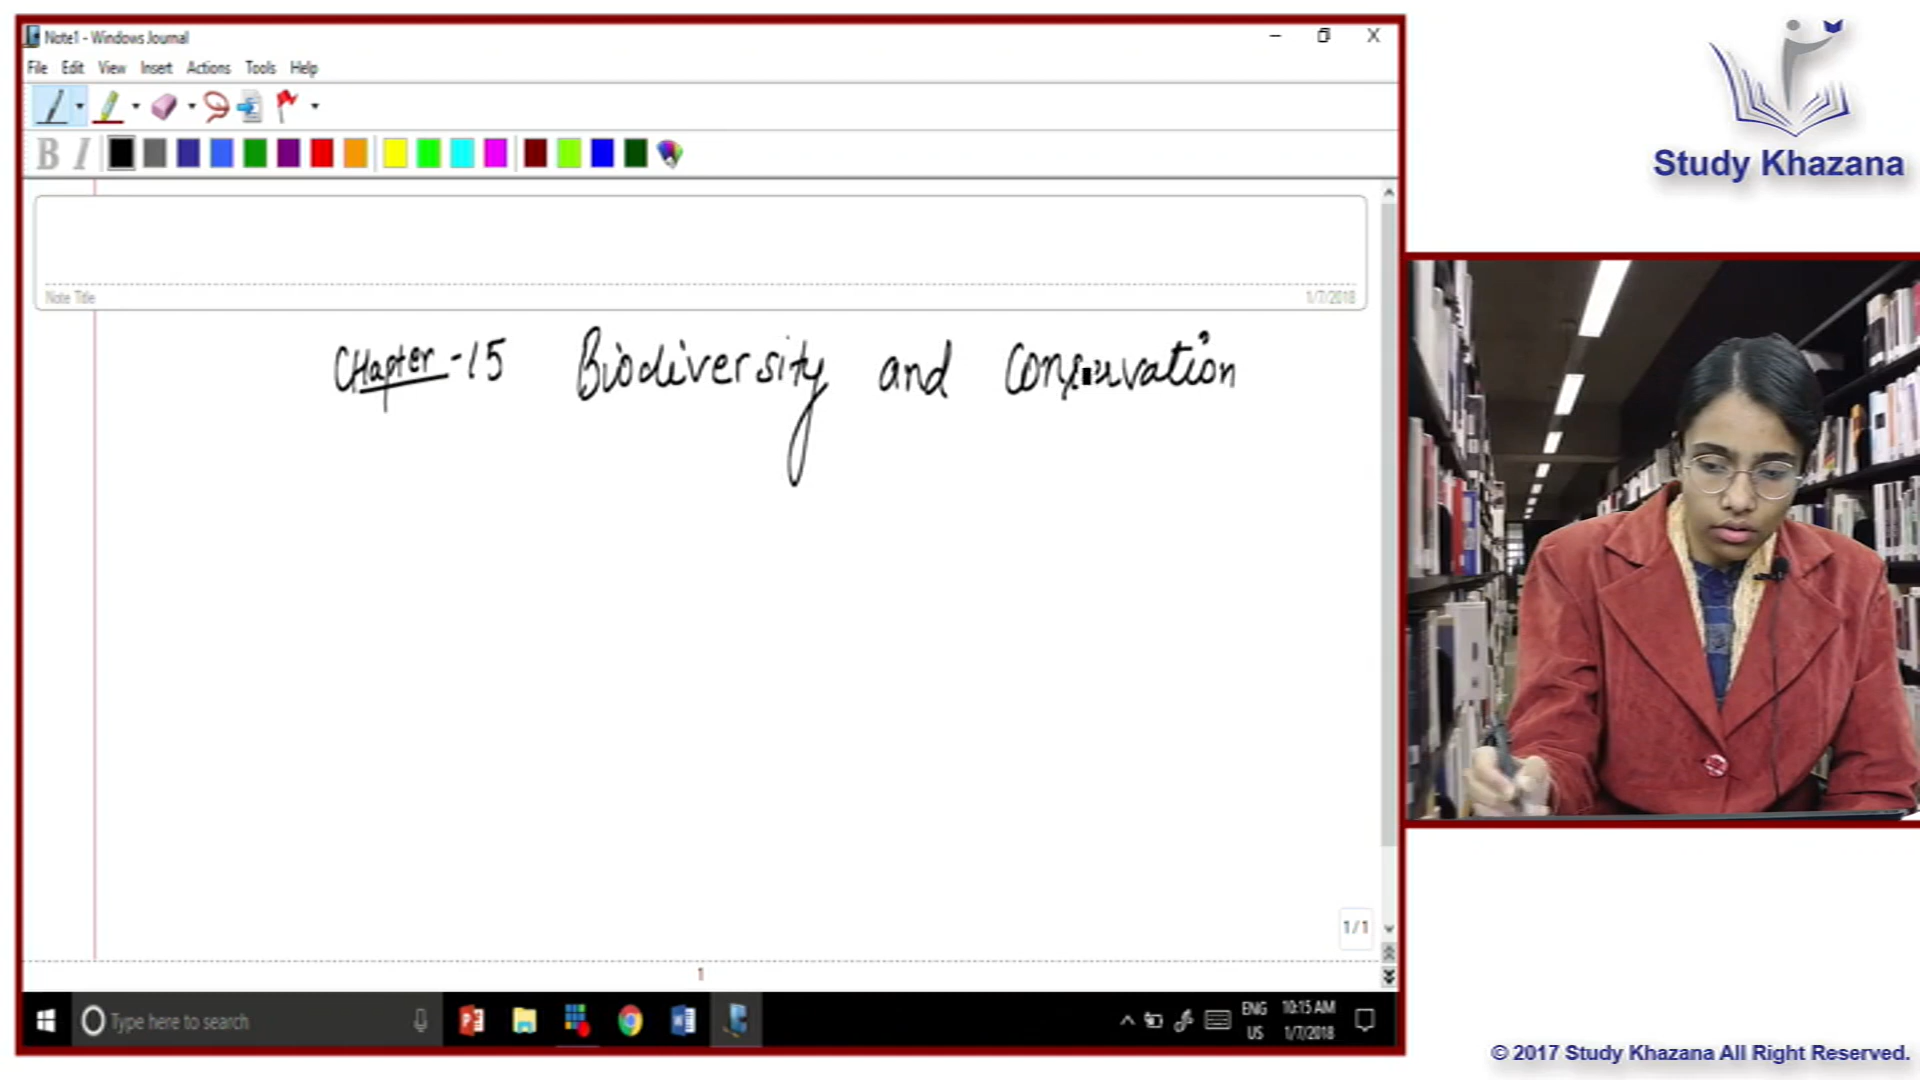 Note1 - Windows Journal
File Edit View Insert Actions Tools Help
B I
Study Khazana
Note Title
1/7/2018
CHapter - 15 Biodiversity and Conservation
1 / 1
1
Type here to search
ENG
US
10:15 AM
1/7/2018
© 2017 Study Khazana All Right Reserved.